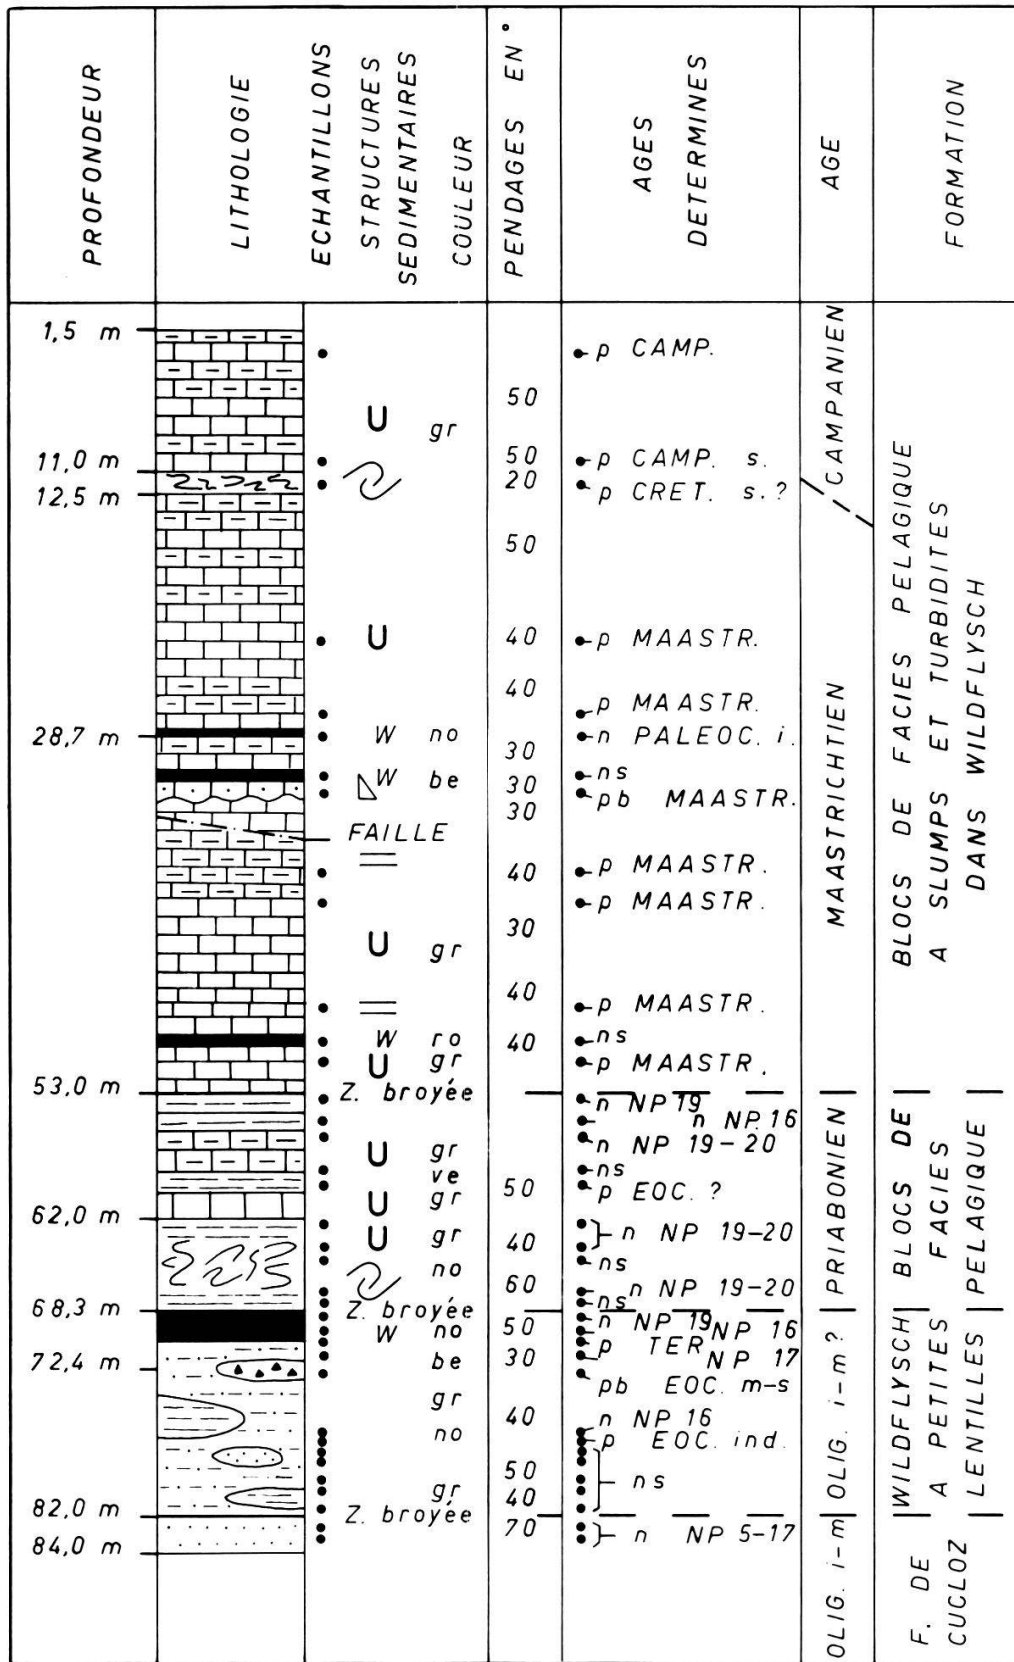 PROFONDEUR
LITHOLOGIE
ECHANTILLONS
STRUCTURES
SEDIMENTAIRES
COULEUR
PENDAGES EN °
AGES
DETERMINES
AGE
FORMATION
1,5 m
p CAMP.
50
U gr
11,0 m
50
p CAMP. s.
20
p CRET. s.?
12,5 m
50
U
40
p MAASTR.
40
p MAASTR.
28,7 m
W no
n PALEOC. i.
30
W be
30
ns
pb MAASTR.
30
FAILLE
40
p MAASTR.
p MAASTR.
30
U gr
40
p MAASTR.
W ro
40
ns
U gr
p MAASTR.
53,0 m
Z. broyée
n NP 19
n NP 16
n NP 19-20
U gr
ve
ns
50
p EOC. ?
U gr
62,0 m
U gr
40
n NP 19-20
no
ns
60
n NP 19-20
68,3 m
Z. broyée
ns
n NP 19
W no
50
NP 16
p TER
72,4 m
be
30
NP 17
pb EOC. m-s
gr
40
n NP 16
no
p EOC. ind.
50
ns
gr
40
82,0 m
Z. broyée
70
n NP 5-17
84,0 m
CAMPANIEN
MAASTRICHTIEN
PRIABONIEN
OLIG. i-m?
OLIG. i-m
BLOCS DE FACIES PELAGIQUE
A SLUMPS ET TURBIDITES
DANS WILDFLYSCH
BLOCS DE
FACIES
PELAGIQUE
WILDFLYSCH
A PETITES
LENTILLES
F. DE
CUCLOZ